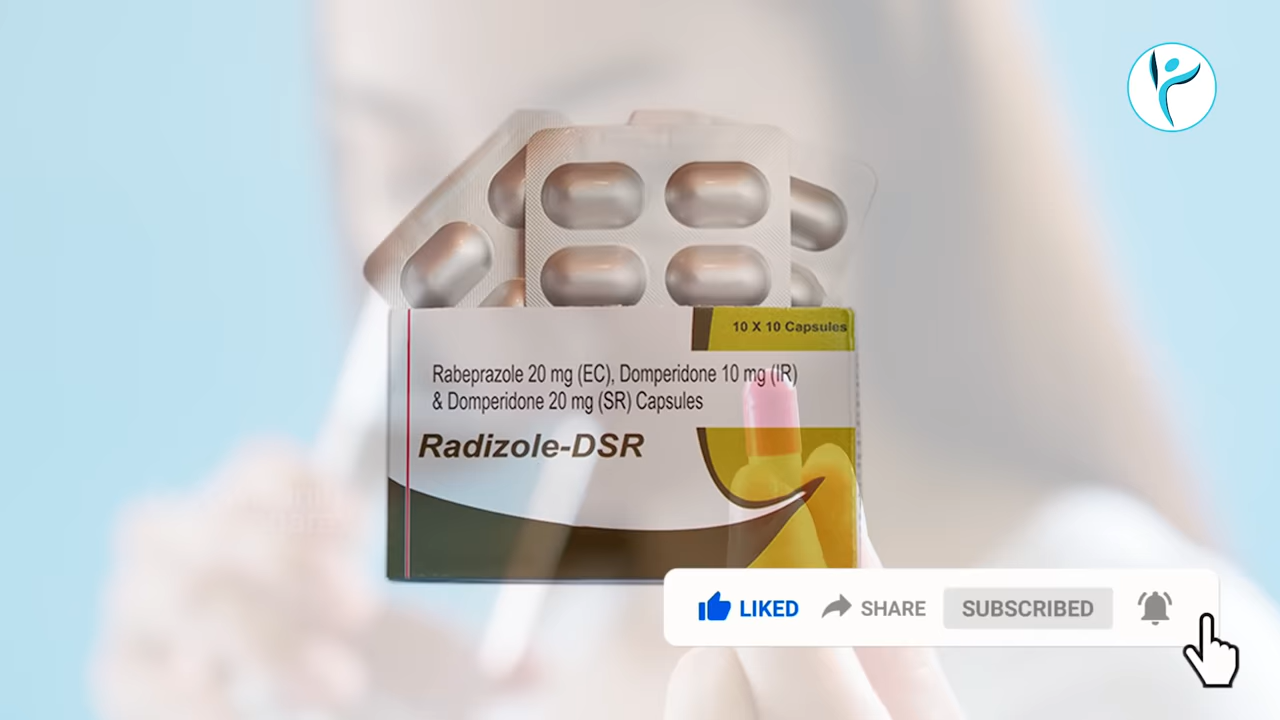 10 X 10 Capsules
Rabeprazole 20 mg (EC), Domperidone 10 mg (IR)
& Domperidone 20 mg (SR) Capsules
Radizole-DSR
LIKED SHARE SUBSCRIBED